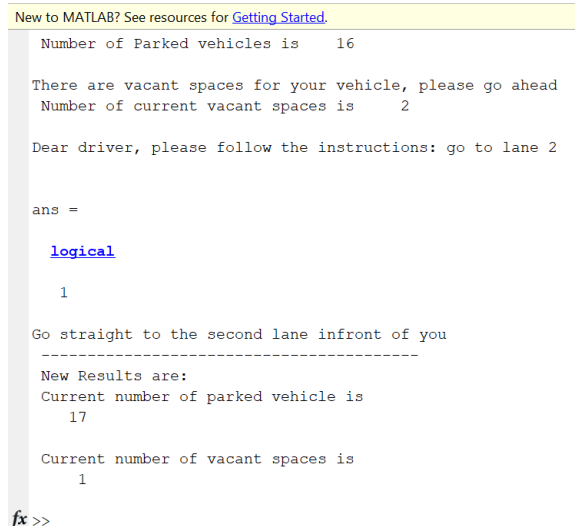 New to MATLAB? See resources for Getting Started.
Number of Parked vehicles is 16
There are vacant spaces for your vehicle, please go ahead
Number of current vacant spaces is 2
Dear driver, please follow the instructions: go to lane 2
ans =
logical
1
Go straight to the second lane infront of you
-----------------------------------------
New Results are:
Current number of parked vehicle is
17
Current number of vacant spaces is
1
fx >>